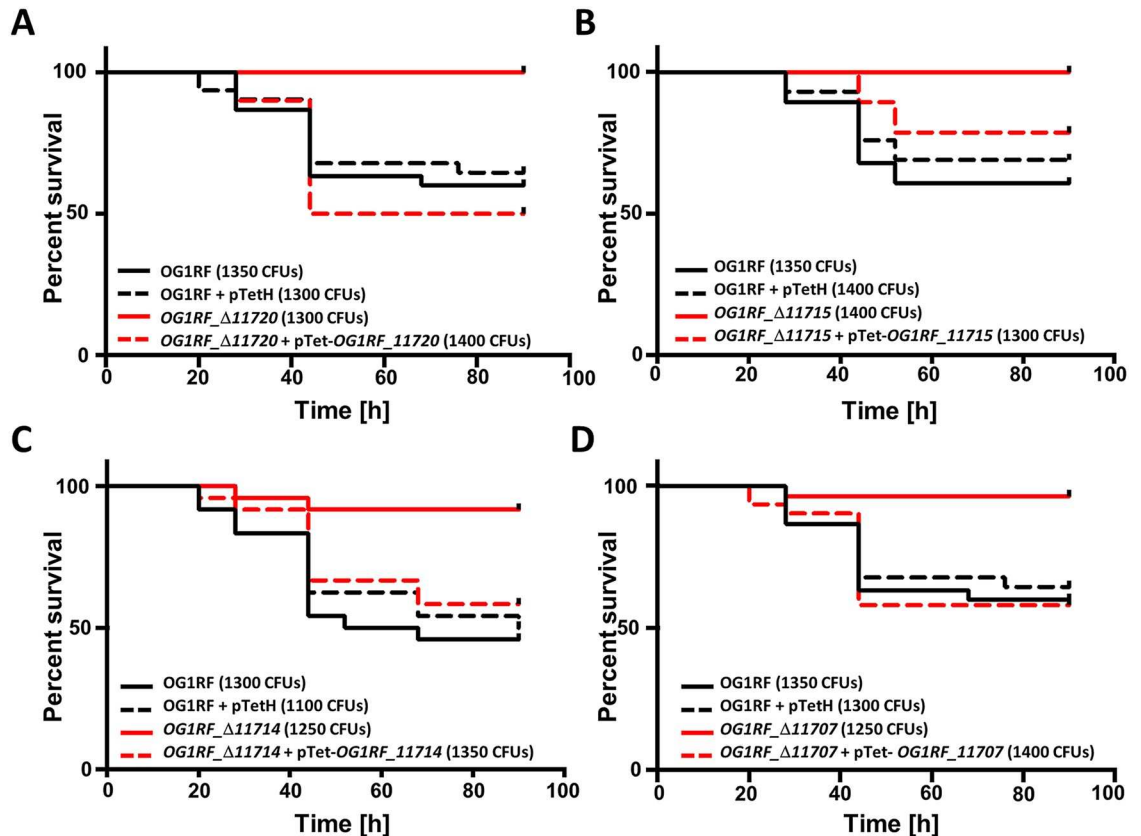 A
Percent survival
100
50
0
OG1RF (1350 CFUs)
OG1RF + pTetH (1300 CFUs)
OG1RF_Δ11720 (1300 CFUs)
OG1RF_Δ11720 + pTet-OG1RF_11720 (1400 CFUs)
0 20 40 60 80 100
Time [h]
B
Percent survival
100
50
0
OG1RF (1350 CFUs)
OG1RF + pTetH (1400 CFUs)
OG1RF_Δ11715 (1400 CFUs)
OG1RF_Δ11715 + pTet-OG1RF_11715 (1300 CFUs)
0 20 40 60 80 100
Time [h]
C
Percent survival
100
50
0
OG1RF (1300 CFUs)
OG1RF + pTetH (1100 CFUs)
OG1RF_Δ11714 (1250 CFUs)
OG1RF_Δ11714 + pTet-OG1RF_11714 (1350 CFUs)
0 20 40 60 80 100
Time [h]
D
Percent survival
100
50
0
OG1RF (1350 CFUs)
OG1RF + pTetH (1300 CFUs)
OG1RF_Δ11707 (1250 CFUs)
OG1RF_Δ11707 + pTet- OG1RF_11707 (1400 CFUs)
0 20 40 60 80 100
Time [h]